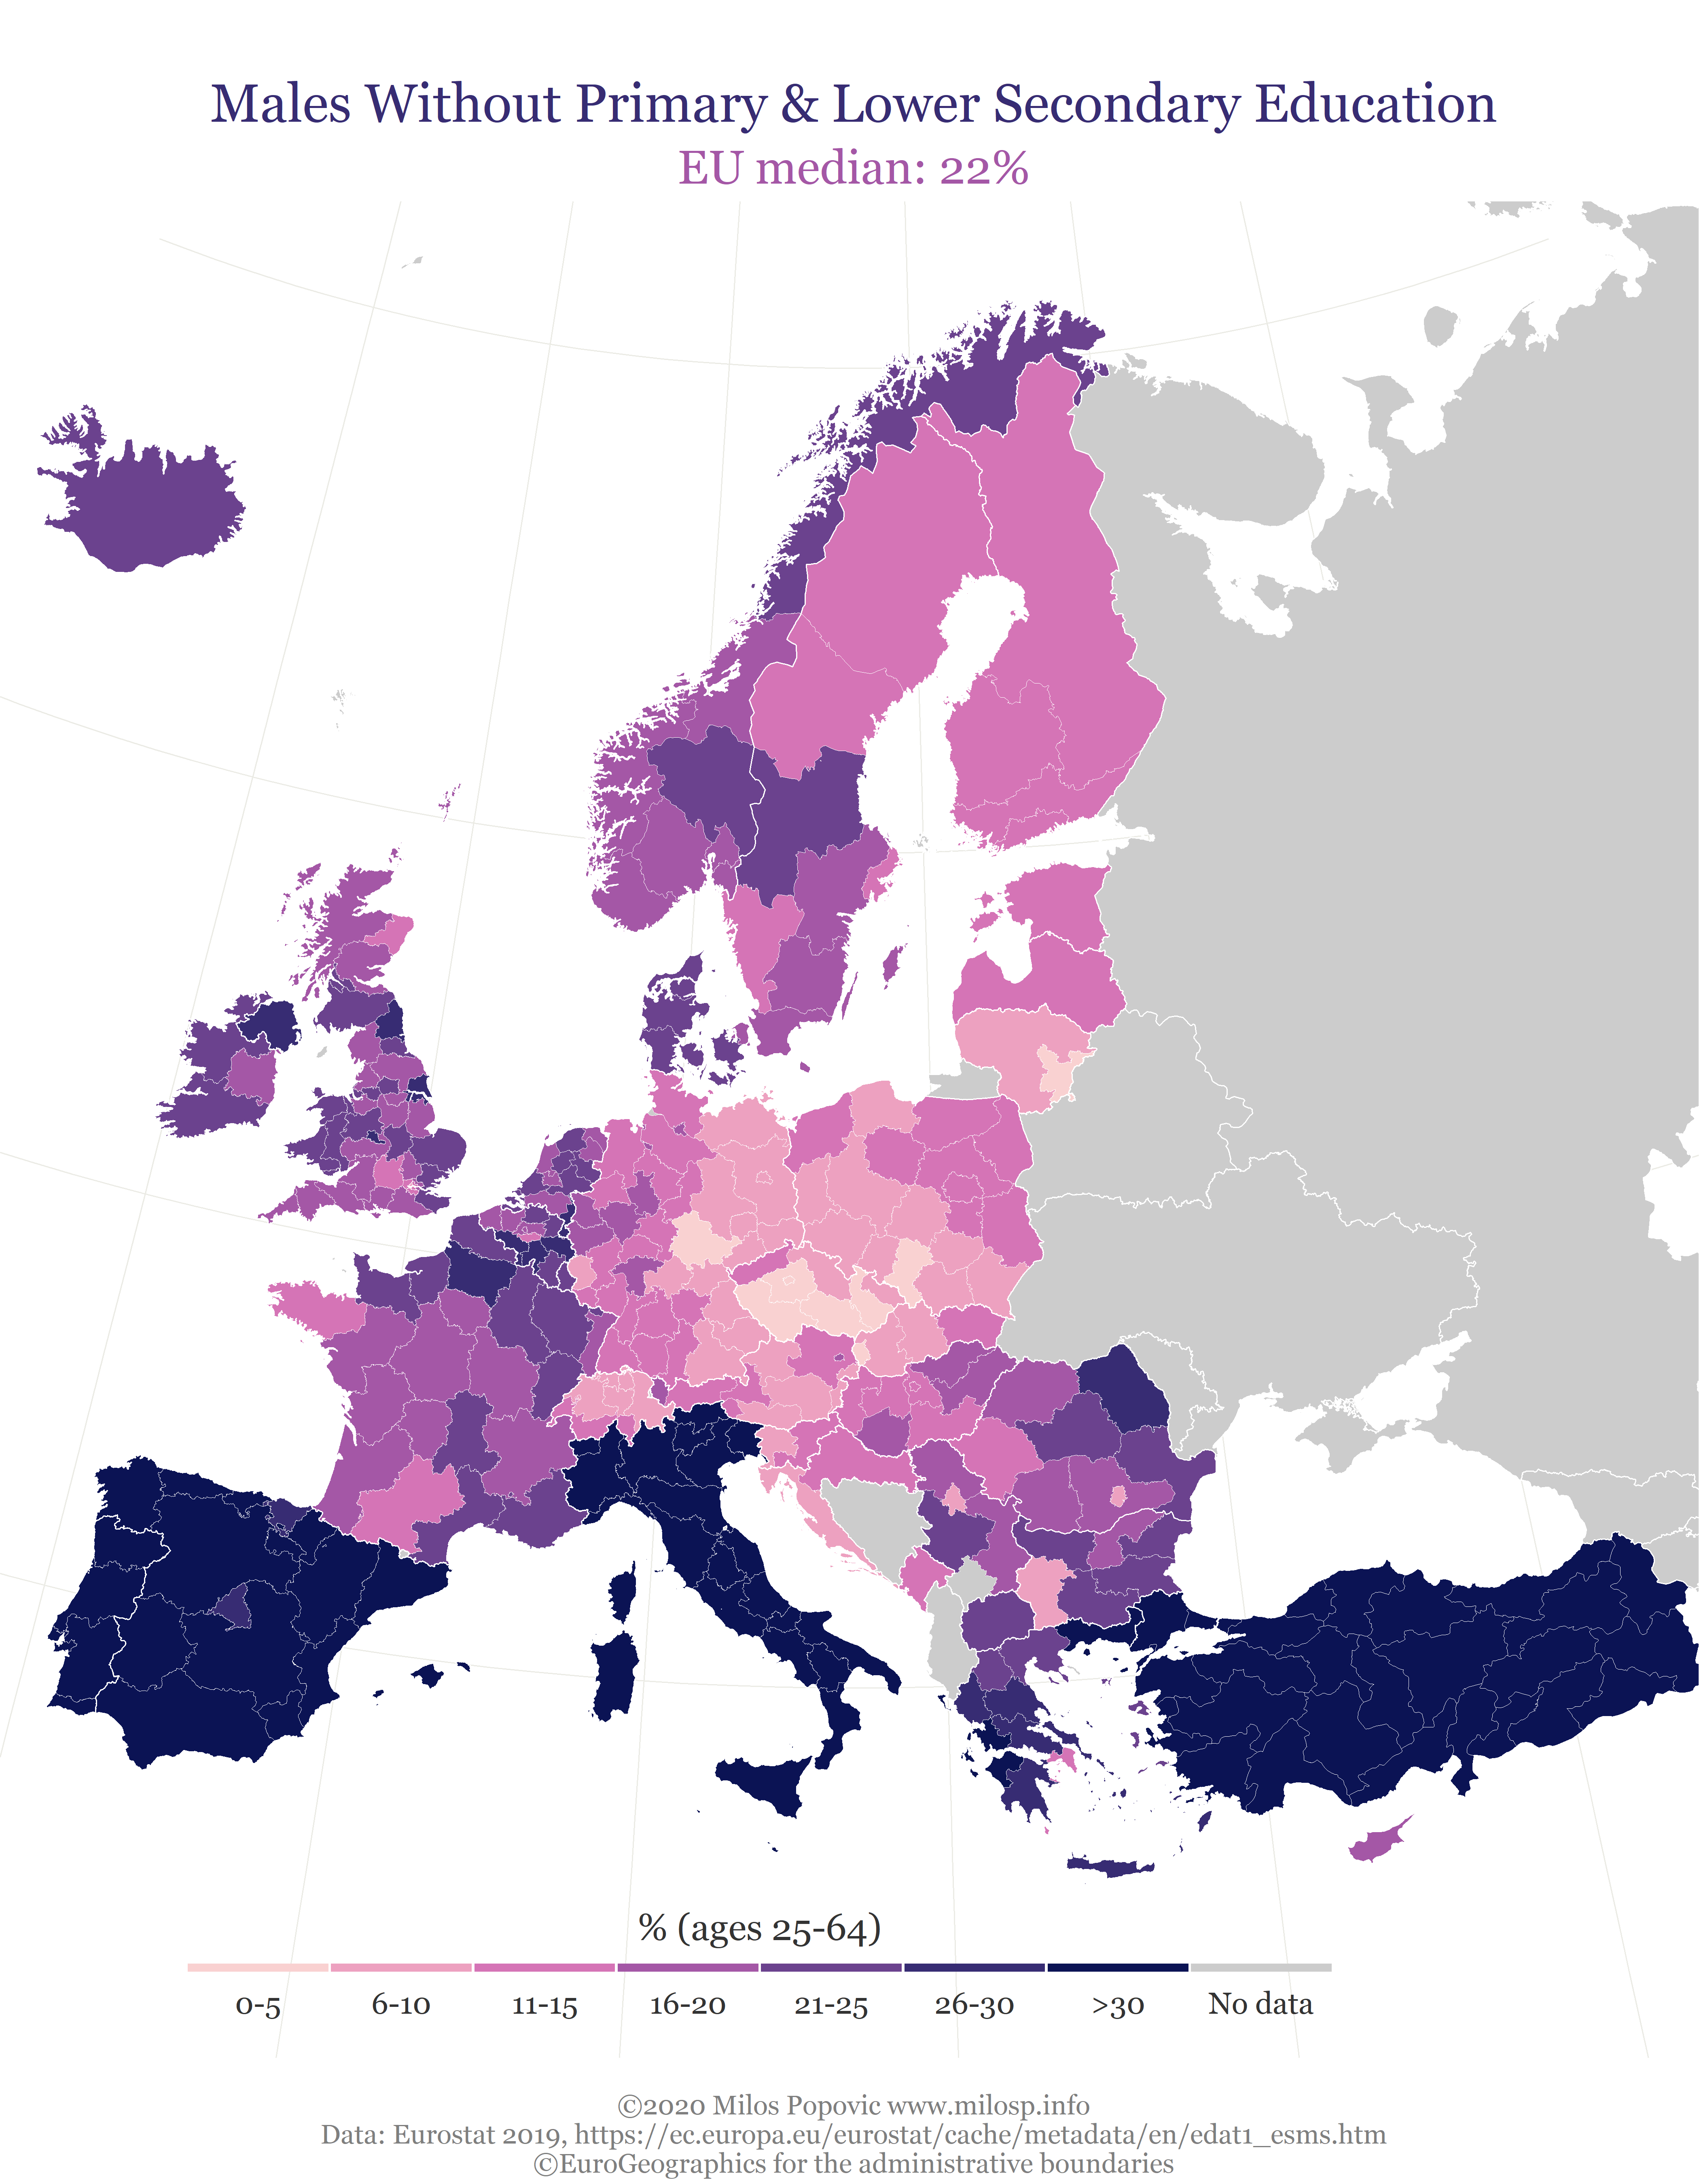 Males Without Primary & Lower Secondary Education
EU median: 22%
% (ages 25-64)
0-5 6-10 11-15 16-20 21-25 26-30 >30 No data
©2020 Milos Popovic www.milosp.info
Data: Eurostat 2019, https://ec.europa.eu/eurostat/cache/metadata/en/edat1_esms.htm
©EuroGeographics for the administrative boundaries